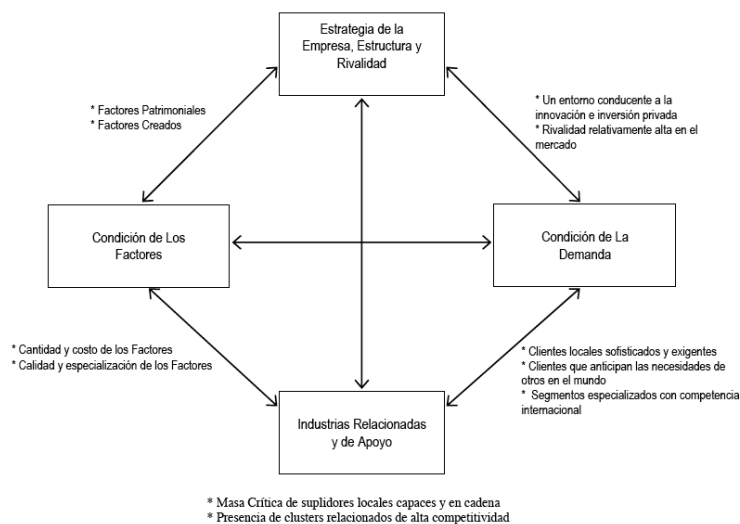 Estrategia de la
Empresa, Estructura y
Rivalidad
* Factores Patrimoniales
* Factores Creados
* Un entorno conducente a la
innovación e inversión privada
* Rivalidad relativamente alta en el
mercado
Condición de Los
Factores
Condición de La
Demanda
* Cantidad y costo de los Factores
* Calidad y especialización de los Factores
* Clientes locales sofisticados y exigentes
* Clientes que anticipan las necesidades de
otros en el mundo
* Segmentos especializados con competencia
internacional
Industrias Relacionadas
y de Apoyo
* Masa Crítica de suplidores locales capaces y en cadena
* Presencia de clusters relacionados de alta competitividad